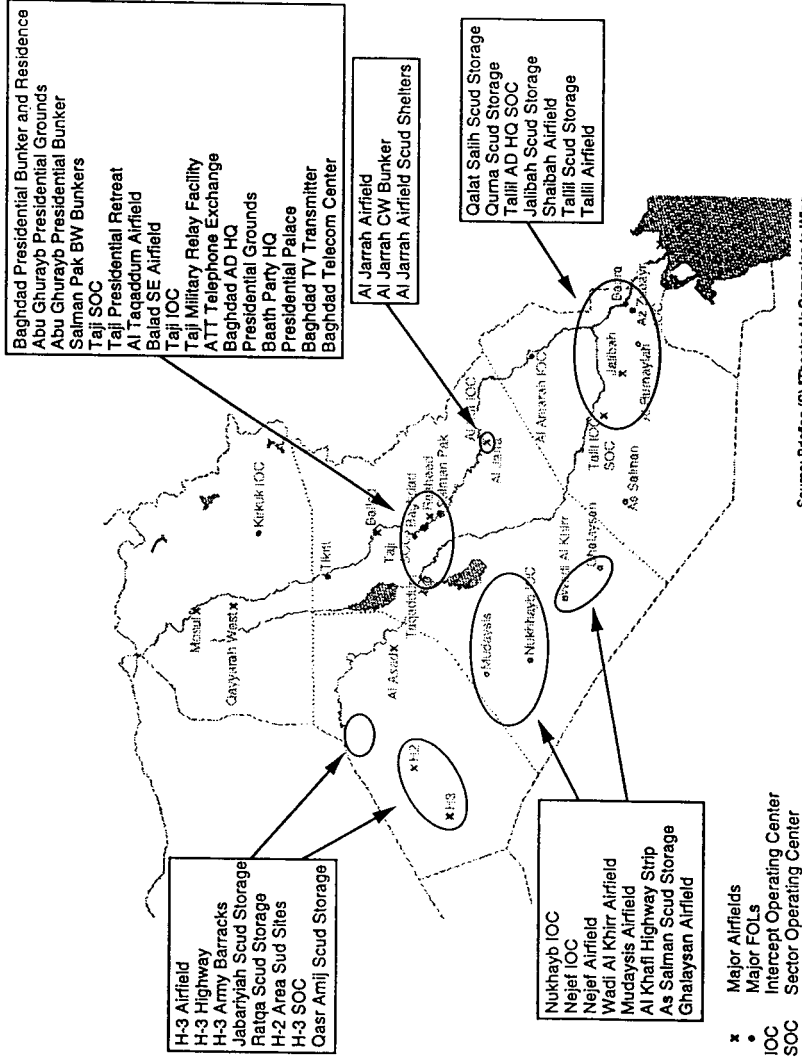 Baghdad Presidential Bunker and Residence
Abu Ghurayb Presidential Grounds
Abu Ghurayb Presidential Bunker
Salman Pak BW Bunkers
Taji SOC
Taji Presidential Retreat
Al Taqaddum Airfield
Balad SE Airfield
Taji IOC
Taji Military Relay Facility
ATT Telephone Exchange
Baghdad AD HQ
Presidential Grounds
Baath Party HQ
Presidential Palace
Baghdad TV Transmitter
Baghdad Telecom Center
Al Jarrah Airfield
Al Jarrah CW Bunker
Al Jarrah Airfield Scud Shelters
Qalat Salih Scud Storage
Qurna Scud Storage
Tallil AD HQ SOC
Jalibah Scud Storage
Shaibah Airfield
Tallil Scud Storage
Tallil Airfield
H-3 Airfield
H-3 Highway
H-3 Army Barracks
Jabariyiah Scud Storage
Ratqa Scud Storage
H-2 Area Sud Sites
H-3 SOC
Qasr Amij Scud Storage
Nukhayb IOC
Nejef IOC
Nejef Airfield
Wadi Al Khirr Airfield
Mudaysis Airfield
Al Khafl Highway Strip
As Salman Scud Storage
Ghalaysan Airfield
Mosul
Qayyarah West
Kirkuk IOC
Tikrit
Balad
Taji
Taqaddum
Salman Pak
Al Asad
H2
H3
Mudaysis
Nukhayb IOC
Wadi Al Khirr
Ghalaysan
Al Jarra
IOC
Al Amarah IOC
Tallil IOC
SOC
As Salman
Jalibah
Ar Rumaylah
Basra
Az Zubayr
IOC
x Major Airfields
• Major FOLs
IOC Intercept Operating Center
SOC Sector Operating Center